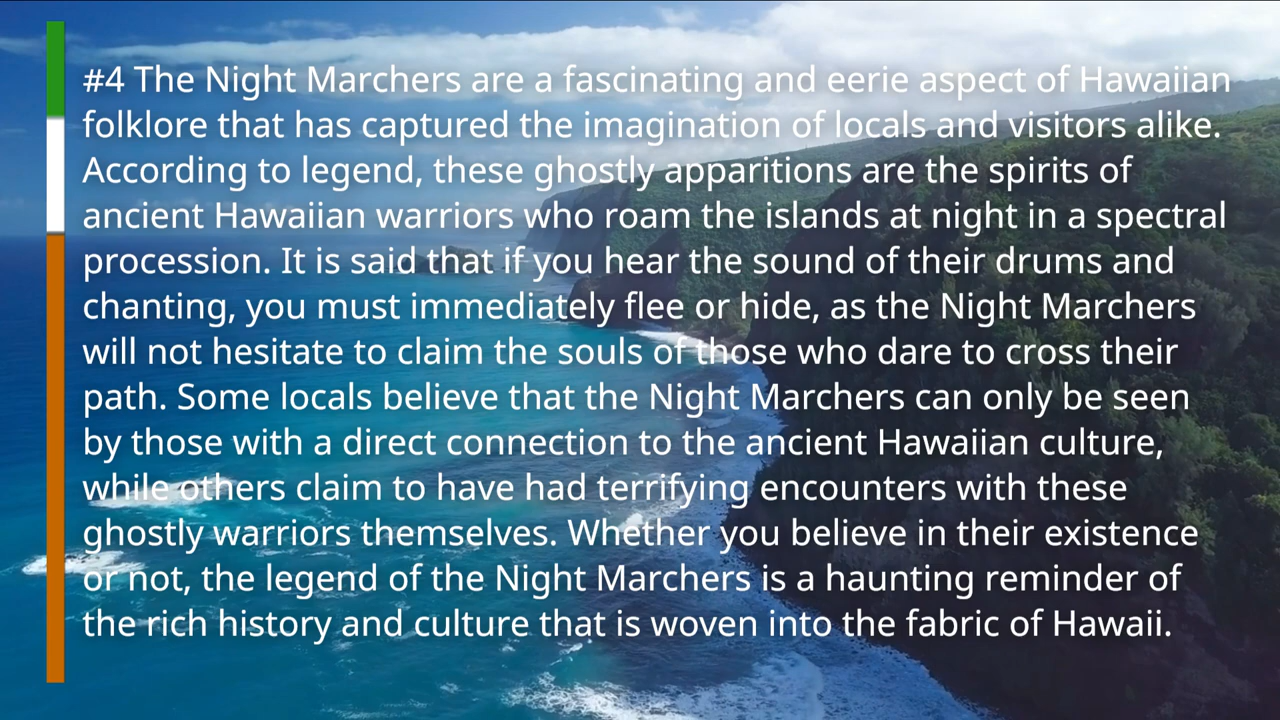 #4 The Night Marchers are a fascinating and eerie aspect of Hawaiian
folklore that has captured the imagination of locals and visitors alike.
According to legend, these ghostly apparitions are the spirits of
ancient Hawaiian warriors who roam the islands at night in a spectral
procession. It is said that if you hear the sound of their drums and
chanting, you must immediately flee or hide, as the Night Marchers
will not hesitate to claim the souls of those who dare to cross their
path. Some locals believe that the Night Marchers can only be seen
by those with a direct connection to the ancient Hawaiian culture,
while others claim to have had terrifying encounters with these
ghostly warriors themselves. Whether you believe in their existence
or not, the legend of the Night Marchers is a haunting reminder of
the rich history and culture that is woven into the fabric of Hawaii.